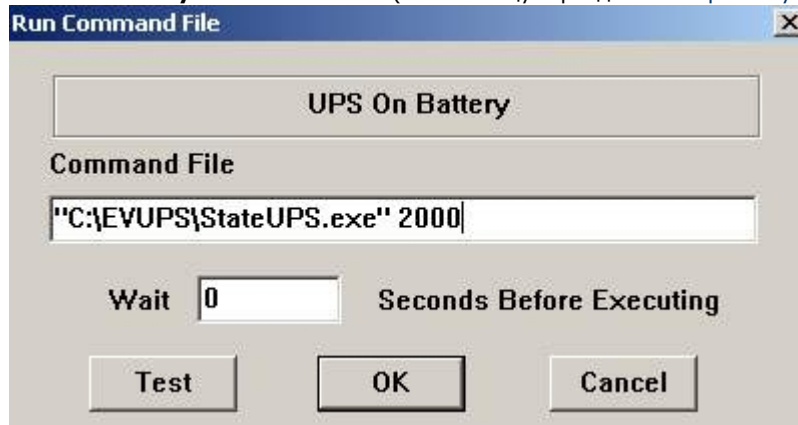 Run Command File
UPS On Battery
Command File
"C:\EVUPS\StateUPS.exe" 2000
Wait 0 Seconds Before Executing
Test OK Cancel